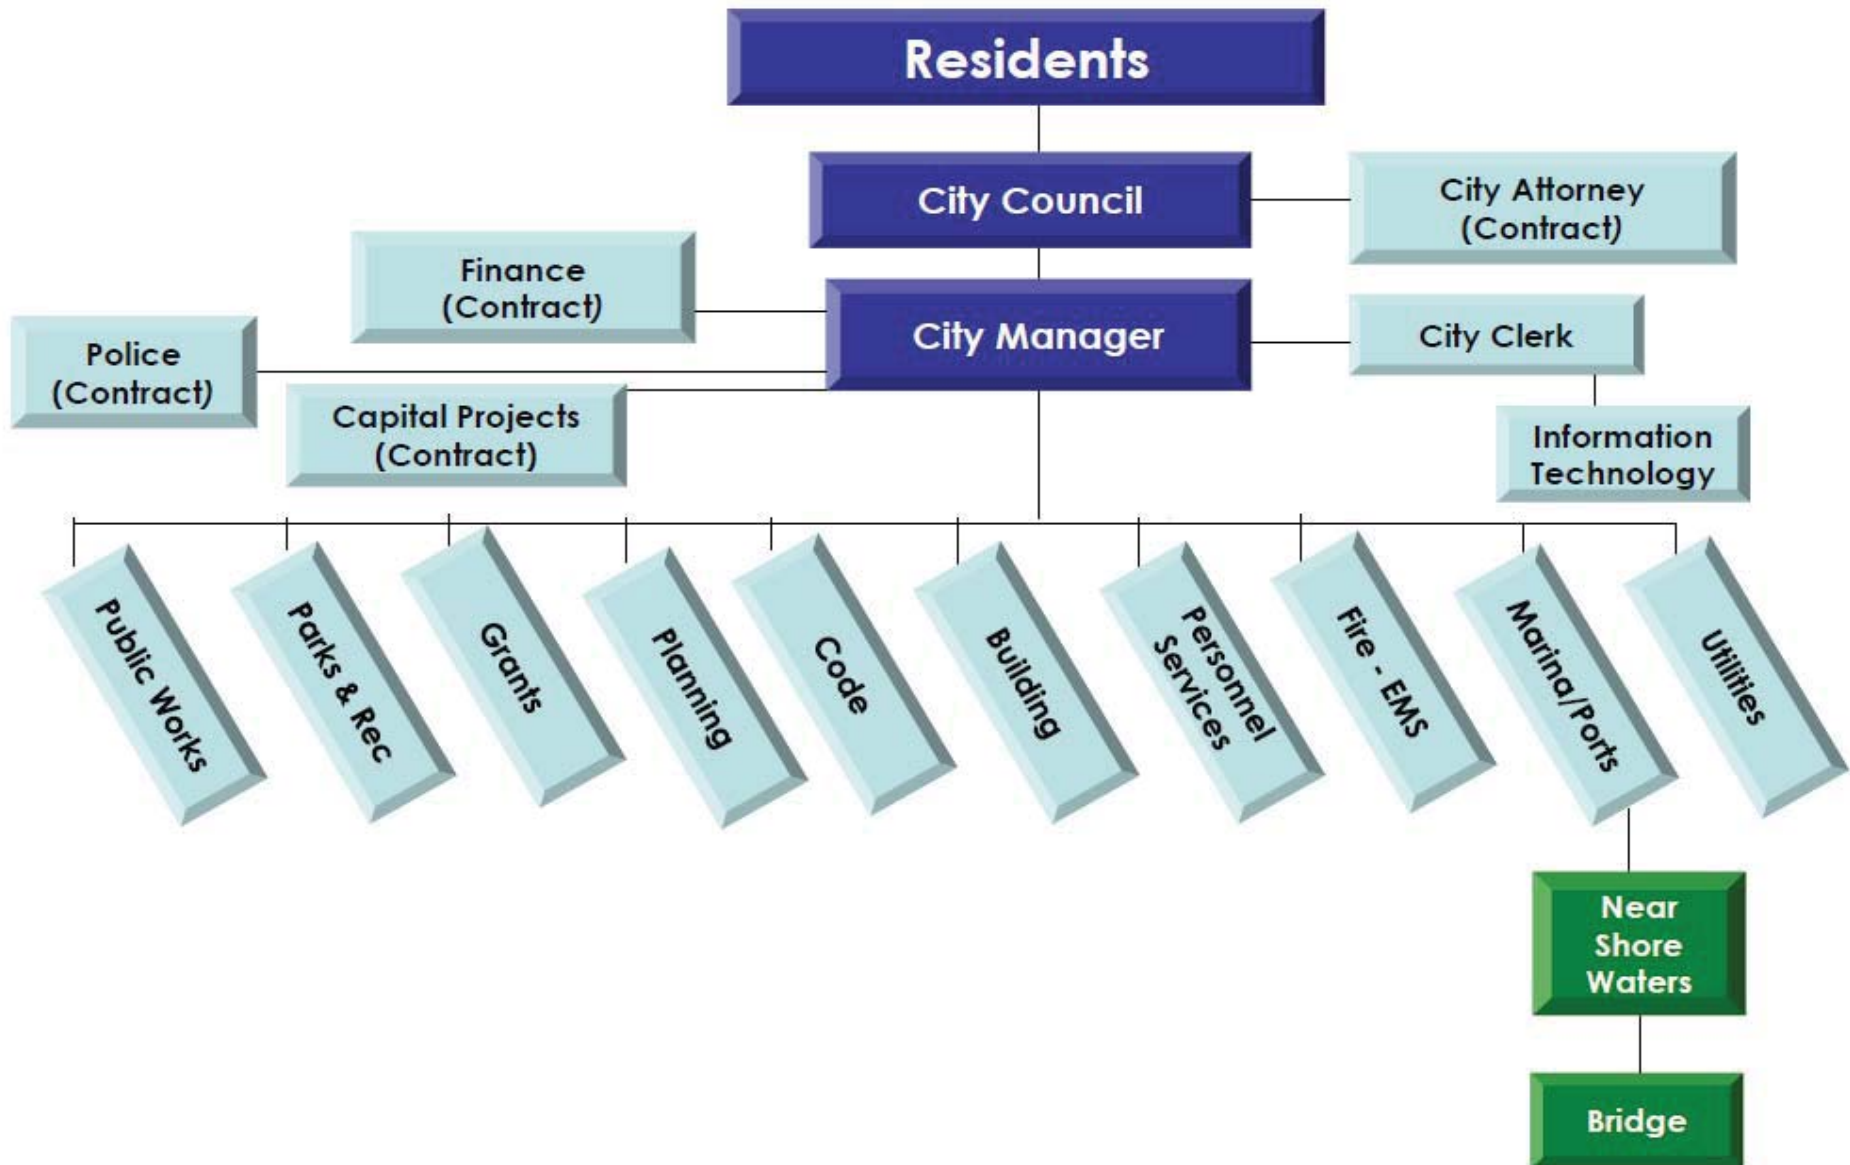 Residents
City Council
City Attorney
(Contract)
Finance
(Contract)
City Manager
City Clerk
Police
(Contract)
Capital Projects
(Contract)
Information
Technology
Public Works
Parks & Rec
Grants
Planning
Code
Building
Personnel
Services
Fire - EMS
Marina/Ports
Utilities
Near
Shore
Waters
Bridge